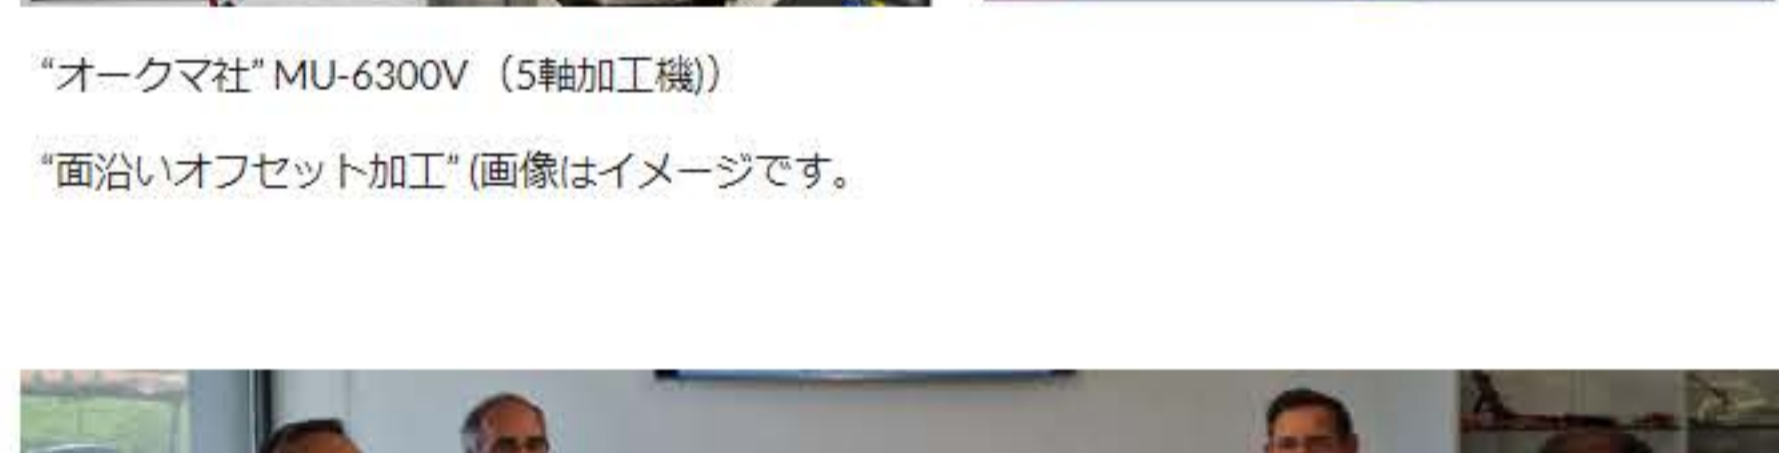 “オークマ社” MU-6300V （5軸加工機)）
“面沿いオフセット加工” (画像はイメージです。